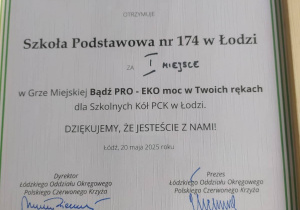 OTRZYMUJE
Szkoła Podstawowa nr 174 w Łodzi
ZA I MIEJSCE
w Grze Miejskiej Bądź PRO - EKO moc w Twoich rękach
dla Szkolnych Kół PCK w Łodzi.
DZIĘKUJEMY, ŻE JESTEŚCIE Z NAMI!
Łódź, 20 maja 2025 roku
Dyrektor
Łódzkiego Oddziału Okręgowego
Polskiego Czerwonego Krzyża
Prezes
Łódzkiego Oddziału Okręgowego
Polskiego Czerwonego Krzyża